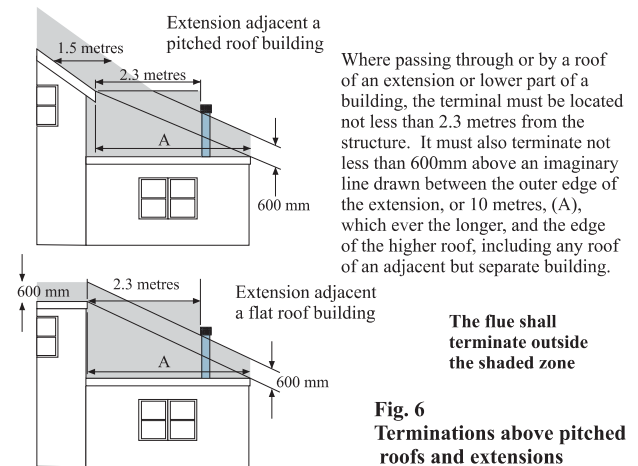 Extension adjacent a
pitched roof building
1.5 metres
2.3 metres
A
600 mm
Where passing through or by a roof
of an extension or lower part of a
building, the terminal must be located
not less than 2.3 metres from the
structure. It must also terminate not
less than 600mm above an imaginary
line drawn between the outer edge of
the extension, or 10 metres, (A),
which ever the longer, and the edge
of the higher roof, including any roof
of an adjacent but separate building.
600 mm
2.3 metres
Extension adjacent
a flat roof building
A
600 mm
The flue shall
terminate outside
the shaded zone
Fig. 6
Terminations above pitched
roofs and extensions